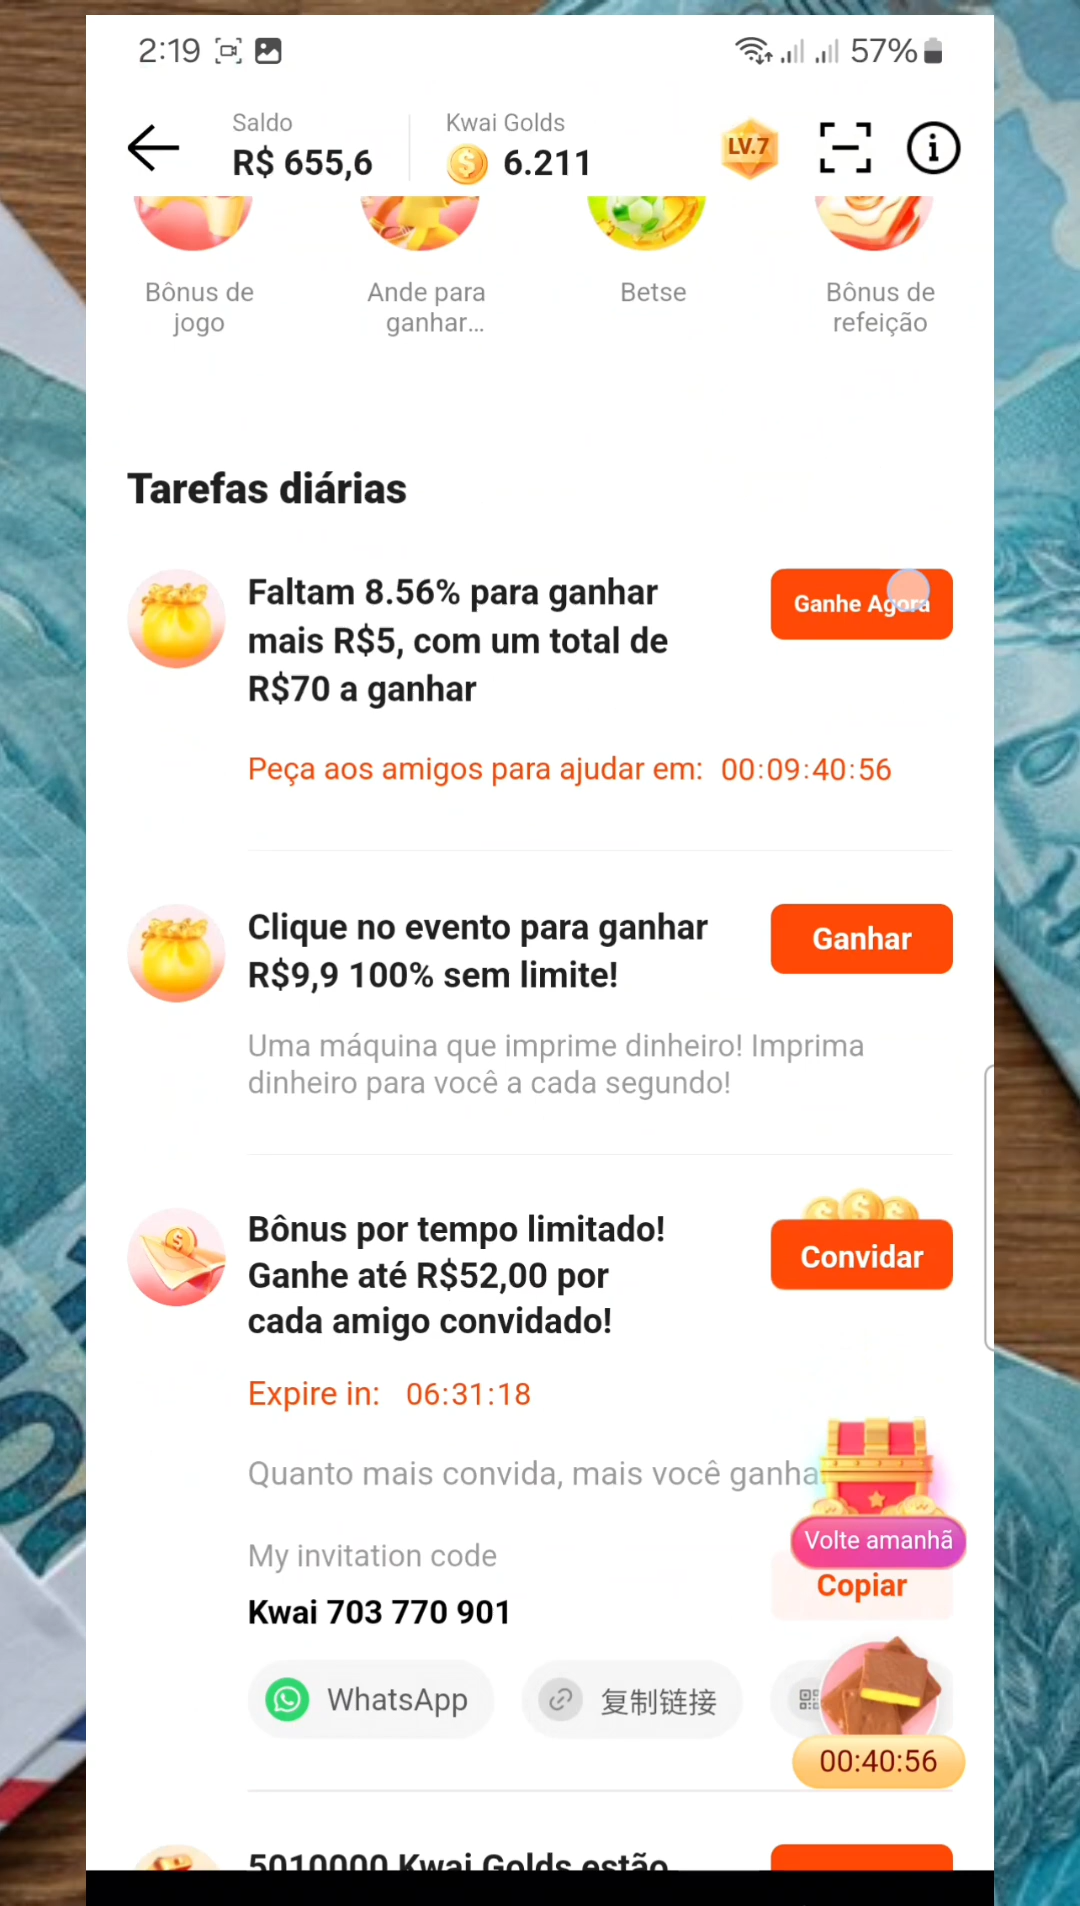 2:19
57%
Saldo
R$ 655,6
Kwai Golds
6.211
LV.7
Bônus de
jogo
Ande para
ganhar...
Betse
Bônus de
refeição
Tarefas diárias
Faltam 8.56% para ganhar
mais R$5, com um total de
R$70 a ganhar
Ganhe Agora
Peça aos amigos para ajudar em: 00:09:40:56
Clique no evento para ganhar
R$9,9 100% sem limite!
Ganhar
Uma máquina que imprime dinheiro! Imprima
dinheiro para você a cada segundo!
Bônus por tempo limitado!
Ganhe até R$52,00 por
cada amigo convidado!
Convidar
Expire in: 06:31:18
Quanto mais convida, mais você ganha
Volte amanhã
My invitation code
Kwai 703 770 901
Copiar
WhatsApp
复制链接
00:40:56
5010000 Kwai Golds estão